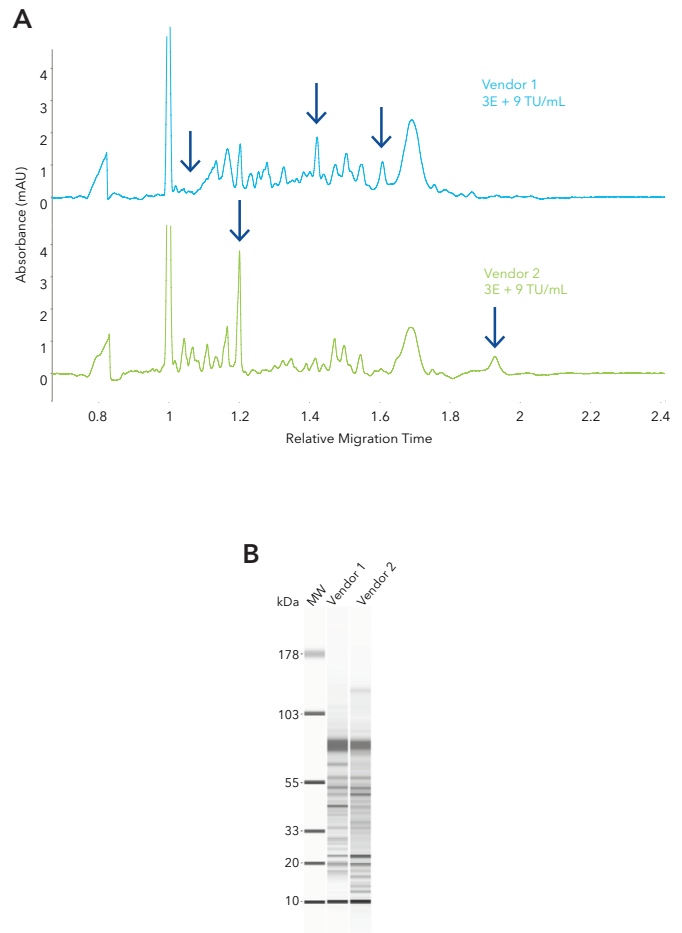 A
Vendor 1
3E + 9 TU/mL
4
3
2
1
0
Absorbance (mAU)
Vendor 2
3E + 9 TU/mL
4
3
2
1
0
0.8 1 1.2 1.4 1.6 1.8 2 2.2 2.4
Relative Migration Time
B
kDa MW Vendor 1 Vendor 2
178
103
55
33
20
10